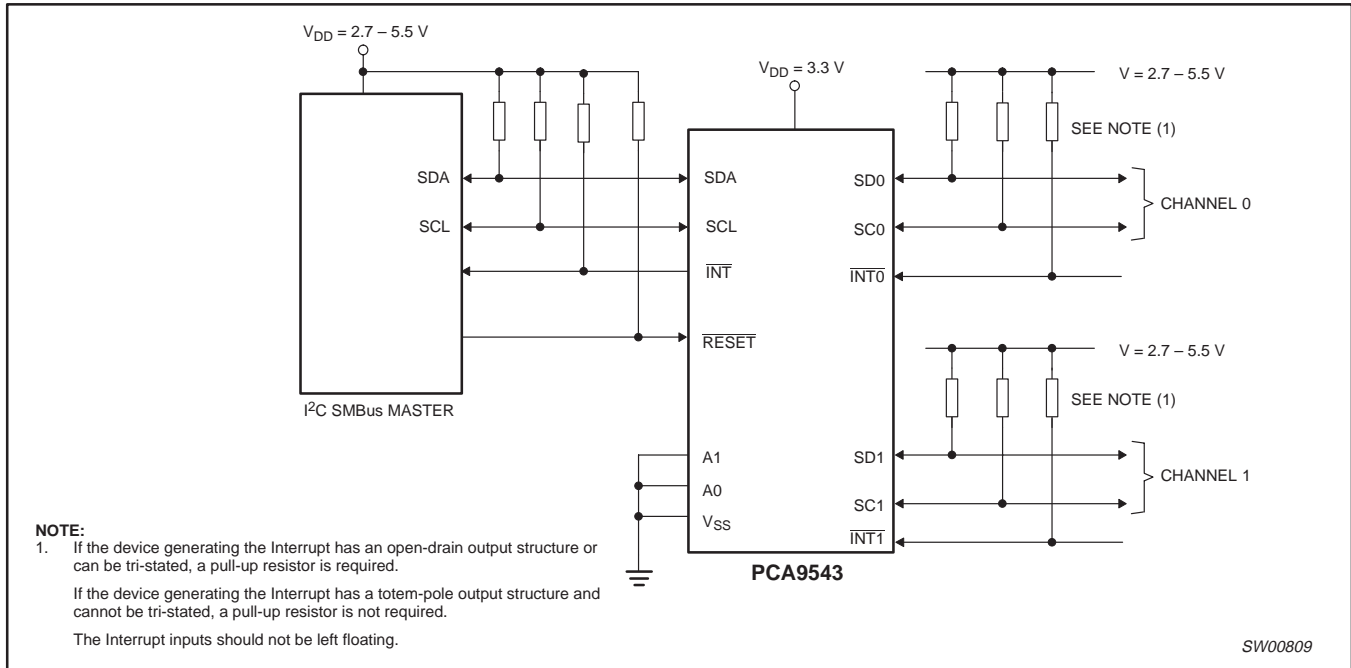 V_DD = 2.7 – 5.5 V
V_DD = 3.3 V
V = 2.7 – 5.5 V
SEE NOTE (1)
SDA
SDA
SD0
CHANNEL 0
SCL
SCL
SC0
INT
INT0
RESET
V = 2.7 – 5.5 V
I²C SMBus MASTER
SEE NOTE (1)
A1
SD1
CHANNEL 1
A0
SC1
V_SS
INT1
PCA9543
NOTE:
1. If the device generating the Interrupt has an open-drain output structure or
can be tri-stated, a pull-up resistor is required.
If the device generating the Interrupt has a totem-pole output structure and
cannot be tri-stated, a pull-up resistor is not required.
The Interrupt inputs should not be left floating.
SW00809